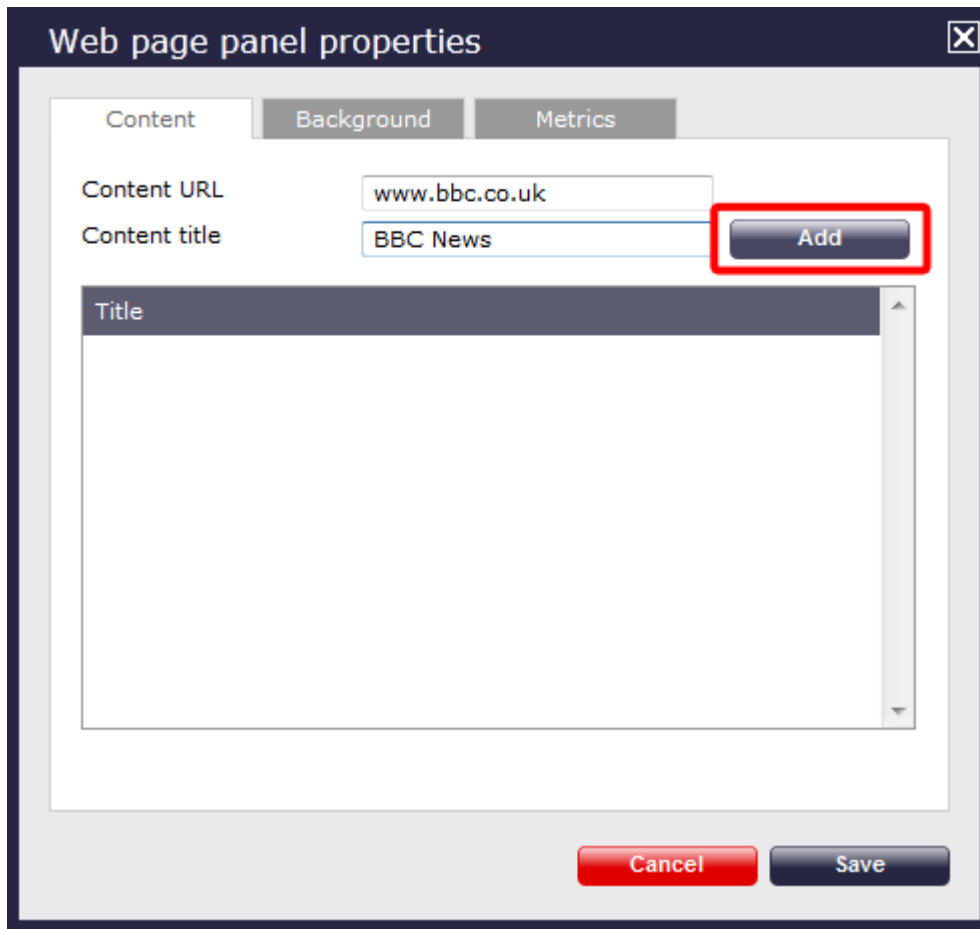 Web page panel properties
Content Background Metrics
Content URL www.bbc.co.uk
Content title BBC News Add
Title
Cancel Save